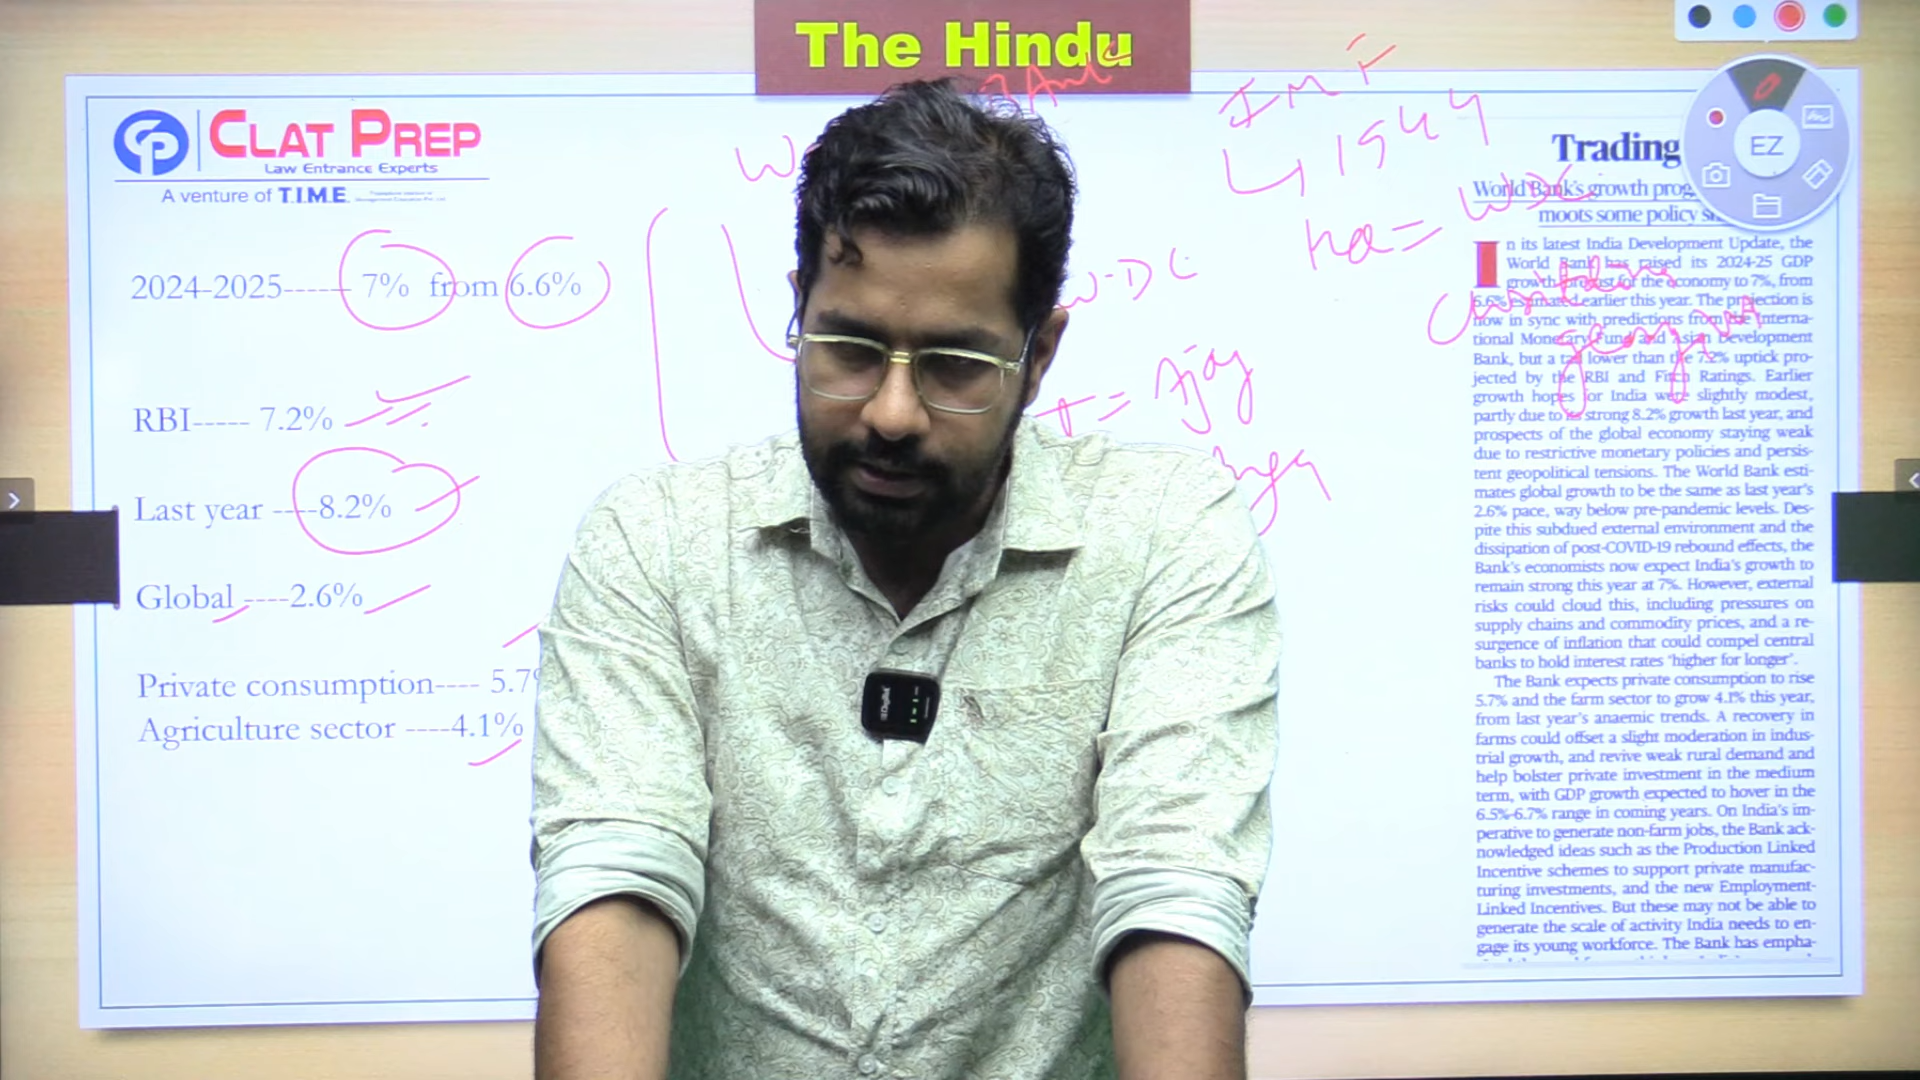 The Hindu
CLAT PREP
Law Entrance Experts
A venture of T.I.M.E.
2024-2025----- 7% from 6.6%
RBI----- 7.2%
Last year ----8.2%
Global ----2.6%
Private consumption---- 5.7%
Agriculture sector ----4.1%
IMF
1944
HQ = WDC
W.DC
= Ajay
EZ
Trading
World Bank's growth prog
moots some policy s
In its latest India Development Update, the
World Bank has raised its 2024-25 GDP
growth forecast for the economy to 7%, from
6.6% estimated earlier this year. The projection is
now in sync with predictions from the Interna-
tional Monetary Fund and Asian Development
Bank, but a tad lower than the 7.2% uptick pro-
jected by the RBI and Fitch Ratings. Earlier
growth hopes for India were slightly modest,
partly due to its strong 8.2% growth last year, and
prospects of the global economy staying weak
due to restrictive monetary policies and persis-
tent geopolitical tensions. The World Bank esti-
mates global growth to be the same as last year's
2.6% pace, way below pre-pandemic levels. Des-
pite this subdued external environment and the
dissipation of post-COVID-19 rebound effects, the
Bank's economists now expect India's growth to
remain strong this year at 7%. However, external
risks could cloud this, including pressures on
supply chains and commodity prices, and a re-
surgence of inflation that could compel central
banks to hold interest rates 'higher for longer'.
The Bank expects private consumption to rise
5.7% and the farm sector to grow 4.1% this year,
from last year's anaemic trends. A recovery in
farms could offset a slight moderation in indus-
trial growth, and revive weak rural demand and
help bolster private investment in the medium
term, with GDP growth expected to hover in the
6.5%-6.7% range in coming years. On India's im-
perative to generate non-farm jobs, the Bank ack-
nowledged ideas such as the Production Linked
Incentive schemes to support private manufac-
turing investments, and the new Employment-
Linked Incentives. But these may not be able to
generate the scale of activity India needs to en-
gage its young workforce. The Bank has empha-